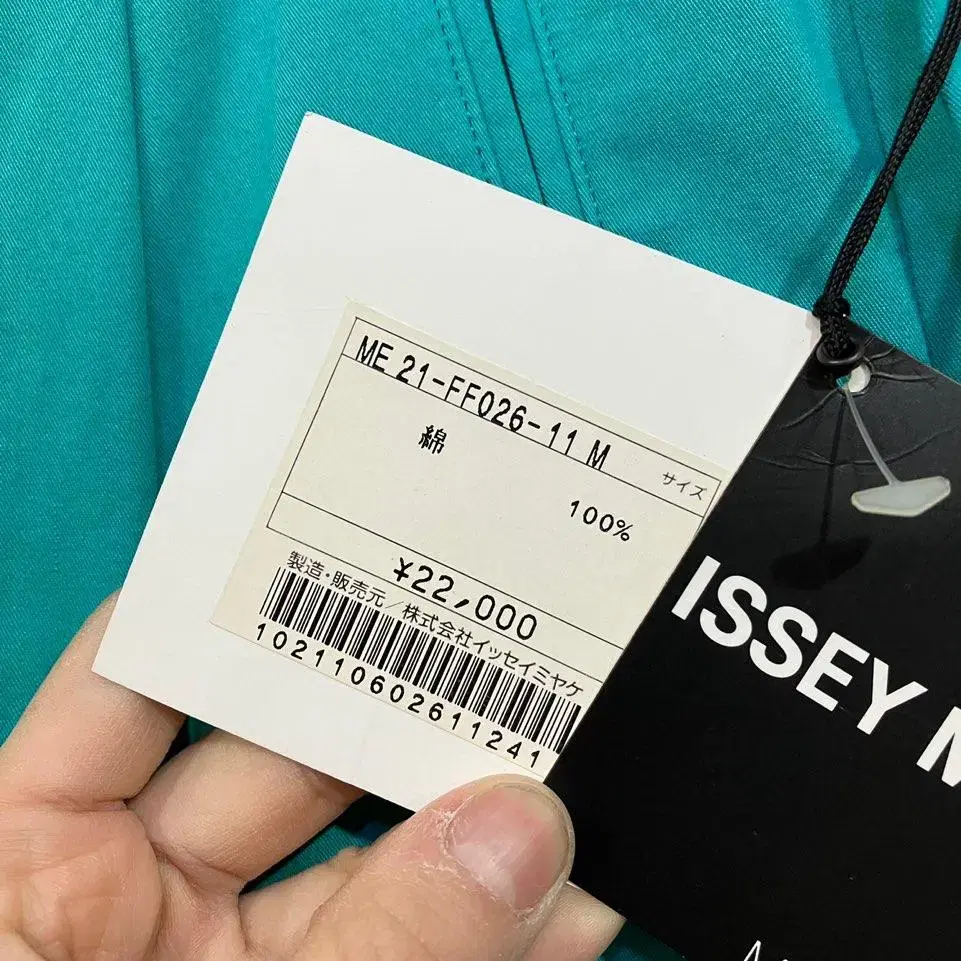 ME 21-FF026-11 M サイズ
綿
100%
¥22,000
製造・販売元/株式会社イッセイミヤケ
102110602611241
ISSEY